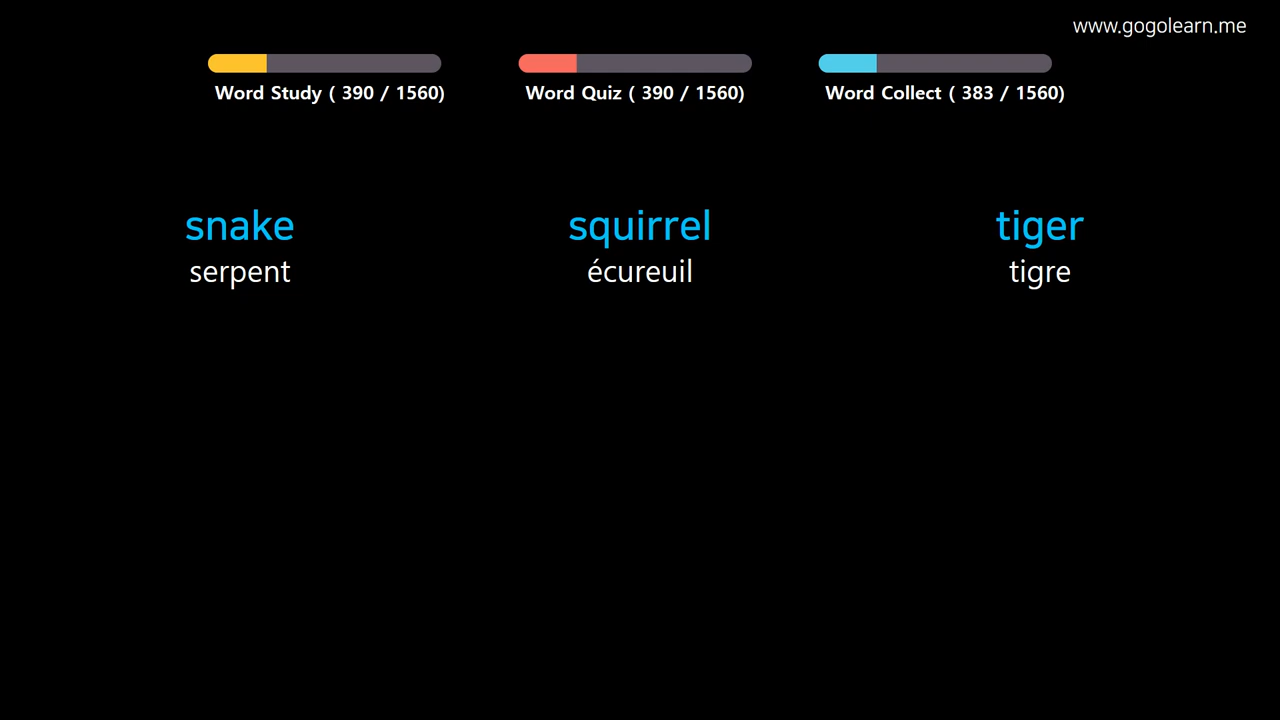 www.gogolearn.me
Word Study ( 390 / 1560)
Word Quiz ( 390 / 1560)
Word Collect ( 383 / 1560)
snake
serpent
squirrel
écureuil
tiger
tigre